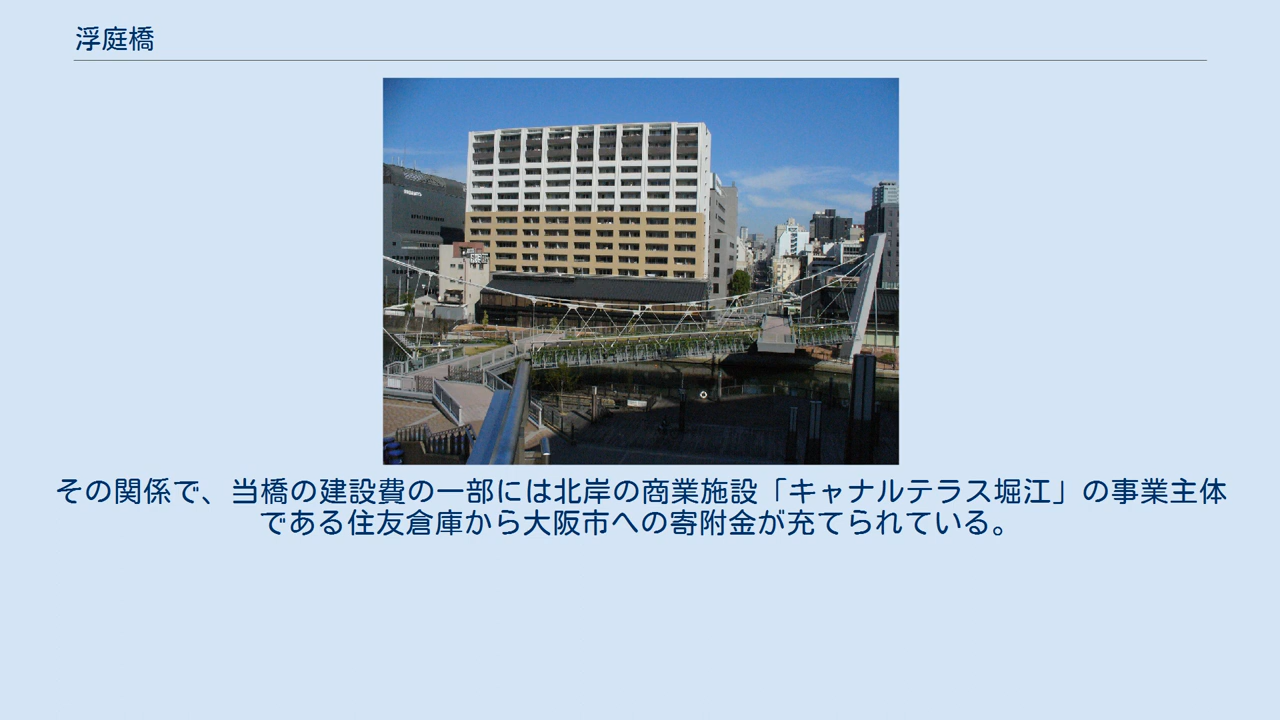 浮庭橋
その関係で、当橋の建設費の一部には北岸の商業施設「キャナルテラス堀江」の事業主体
である住友倉庫から大阪市への寄附金が充てられている。